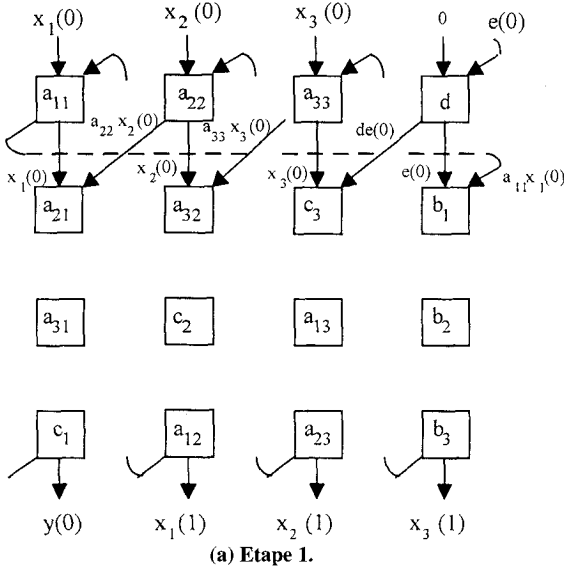 x₁(0) x₂(0) x₃(0) 0 e(0)
a₁₁ a₂₂ a₃₃ d
a₂₂ x₂(0) a₃₃ x₃(0) de(0)
x₁(0) x₂(0) x₃(0) e(0) a₁₁x₁(0)
a₂₁ a₃₂ c₃ b₁
a₃₁ c₂ a₁₃ b₂
c₁ a₁₂ a₂₃ b₃
y(0) x₁(1) x₂(1) x₃(1)
(a) Etape 1.